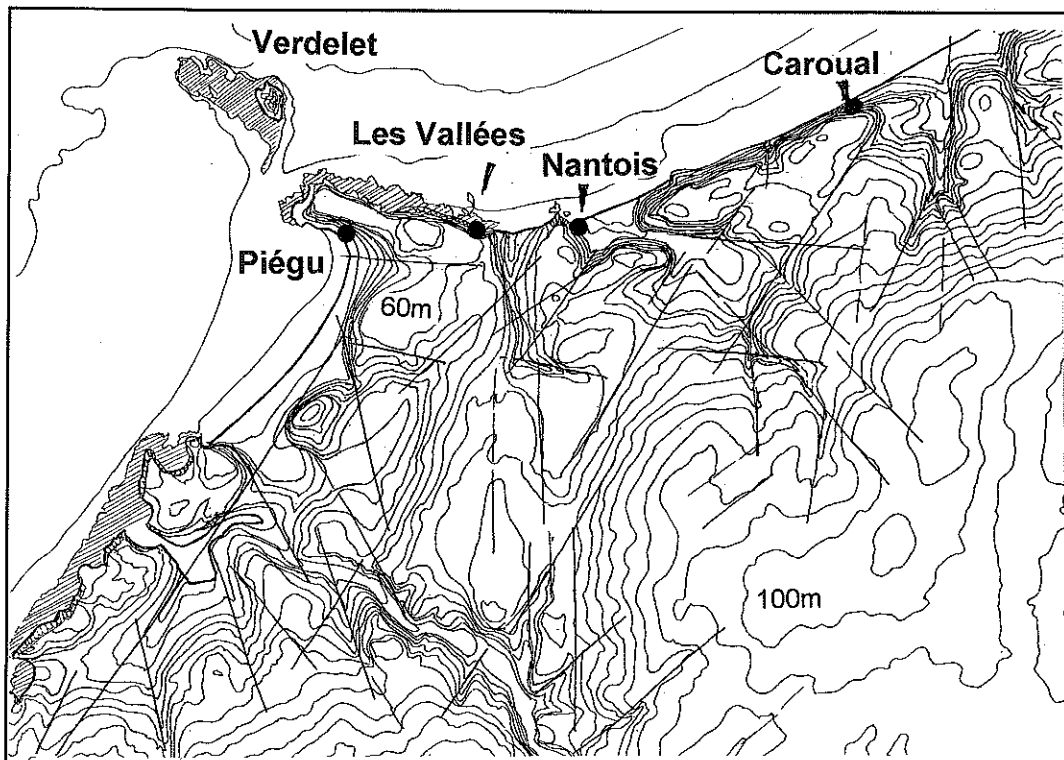 Verdelet
Caroual
Les Vallées
Nantois
Piégu
60m
100m